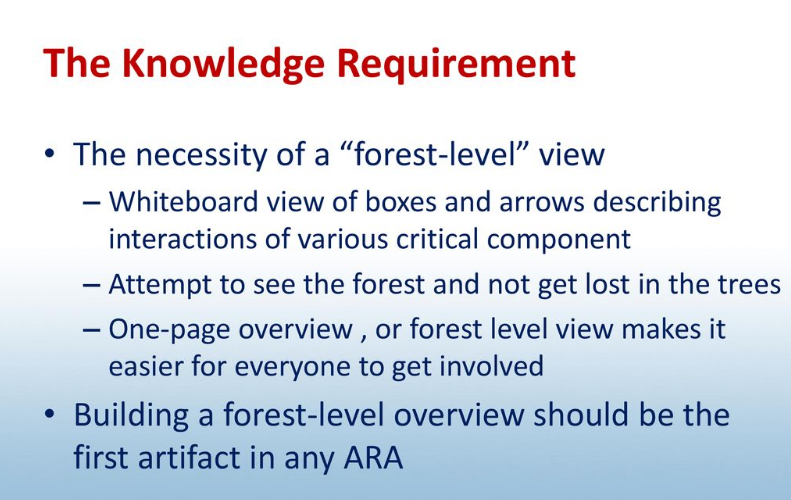 The Knowledge Requirement
• The necessity of a “forest-level” view
– Whiteboard view of boxes and arrows describing
interactions of various critical component
– Attempt to see the forest and not get lost in the trees
– One-page overview , or forest level view makes it
easier for everyone to get involved
• Building a forest-level overview should be the
first artifact in any ARA